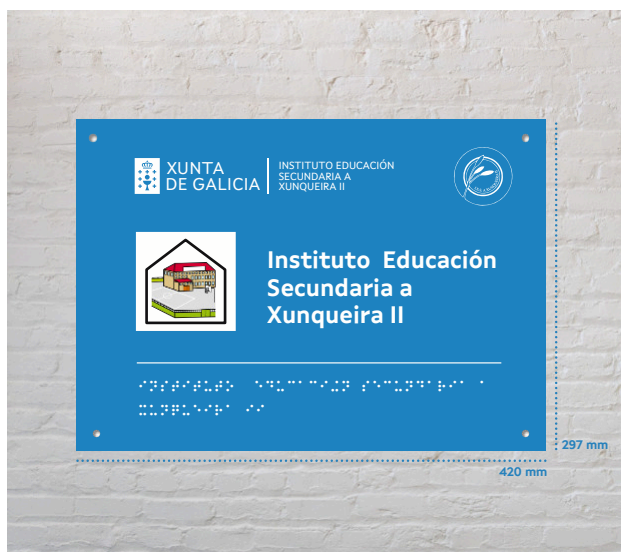 XUNTA
DE GALICIA
INSTITUTO EDUCACIÓN
SECUNDARIA A
XUNQUEIRA II
Instituto Educación
Secundaria a
Xunqueira II
⠊⠝⠎⠞⠊⠞⠥⠞⠕ ⠑⠙⠥⠉⠁⠉⠊⠬⠝ ⠎⠑⠉⠥⠝⠙⠁⠗⠊⠁ ⠁
⠭⠥⠝⠟⠥⠑⠊⠗⠁ ⠊⠊
297 mm
420 mm